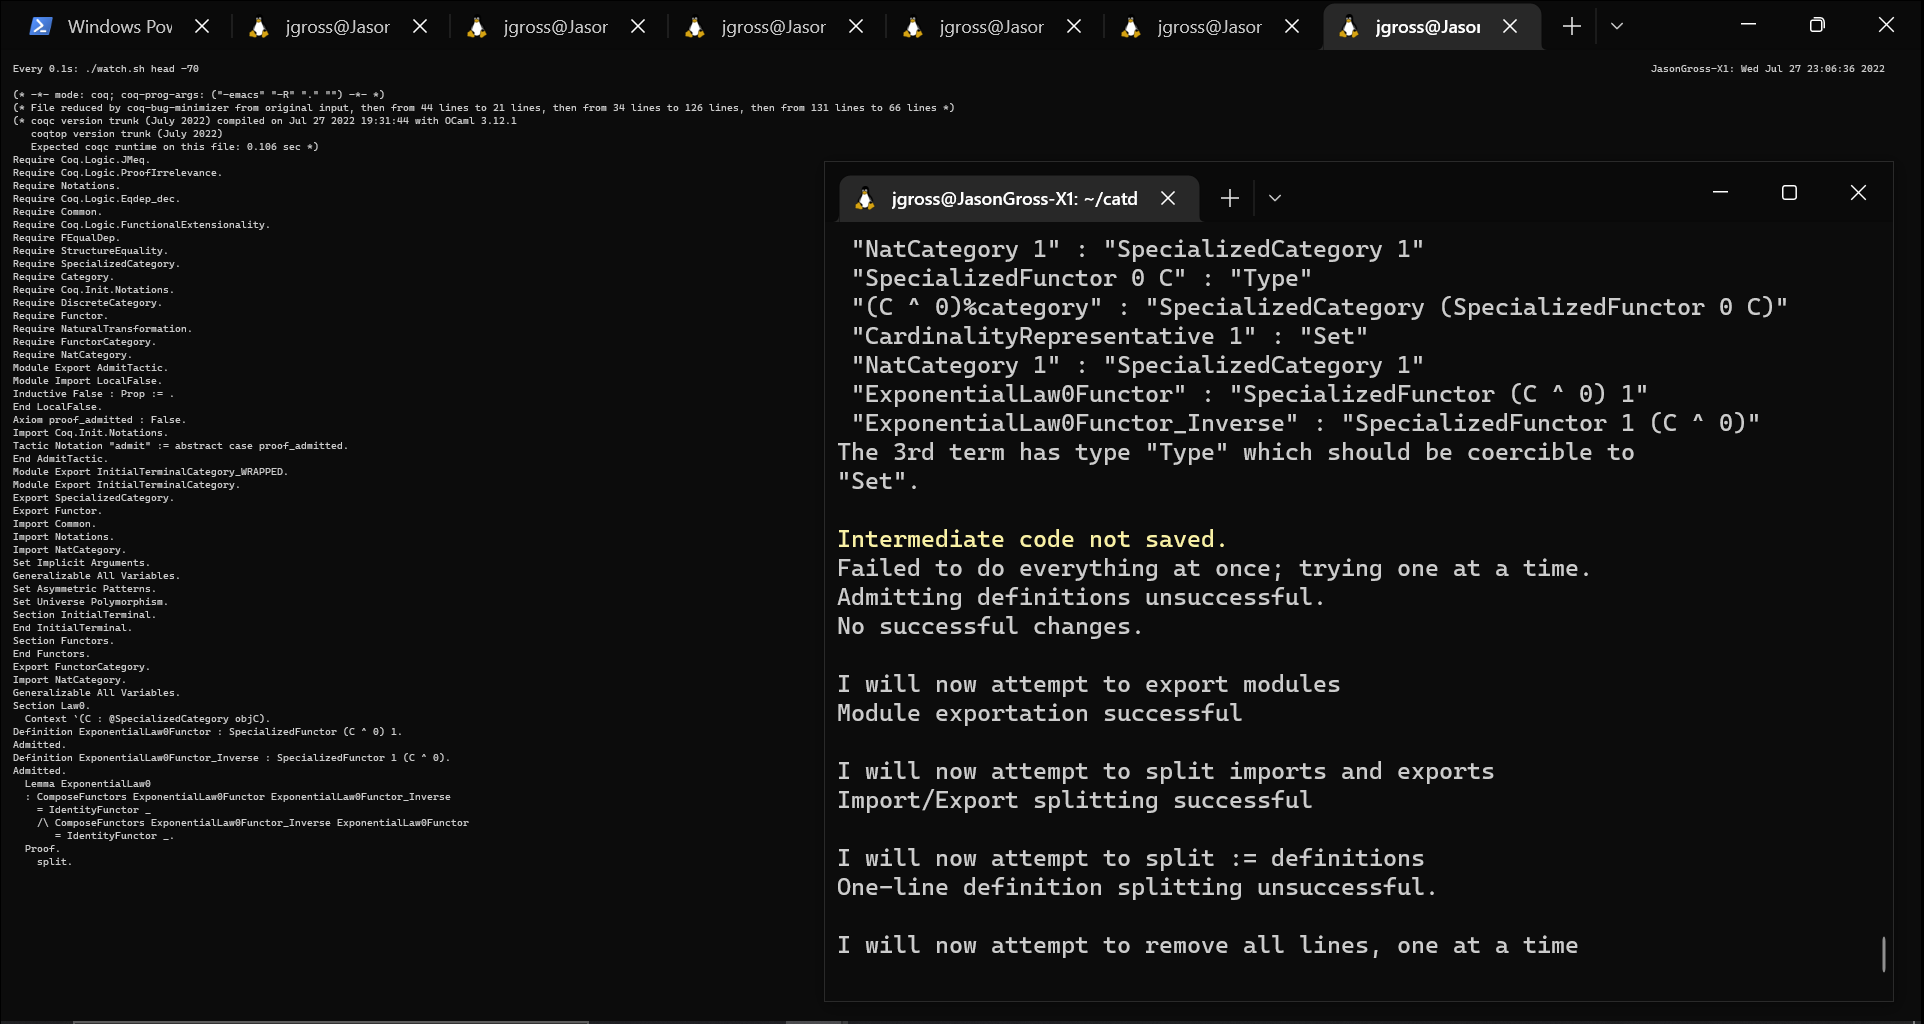 Windows Pov
jgross@Jasor
jgross@Jasor
jgross@Jasor
jgross@Jasor
jgross@Jasor
jgross@Jasor
Every 0.1s: ./watch.sh head -70
JasonGross-X1: Wed Jul 27 23:06:36 2022
(* -*- mode: coq; coq-prog-args: ("-emacs" "-R" "." "") -*- *)
(* File reduced by coq-bug-minimizer from original input, then from 44 lines to 21 lines, then from 34 lines to 126 lines, then from 131 lines to 66 lines *)
(* coqc version trunk (July 2022) compiled on Jul 27 2022 19:31:44 with OCaml 3.12.1
coqtop version trunk (July 2022)
Expected coqc runtime on this file: 0.106 sec *)
Require Coq.Logic.JMeq.
Require Coq.Logic.ProofIrrelevance.
Require Notations.
Require Coq.Logic.Eqdep_dec.
Require Common.
Require Coq.Logic.FunctionalExtensionality.
Require FEqualDep.
Require StructureEquality.
Require SpecializedCategory.
Require Category.
Require Coq.Init.Notations.
Require DiscreteCategory.
Require Functor.
Require NaturalTransformation.
Require FunctorCategory.
Require NatCategory.
Module Export AdmitTactic.
Module Import LocalFalse.
Inductive False : Prop := .
End LocalFalse.
Axiom proof_admitted : False.
Import Coq.Init.Notations.
Tactic Notation "admit" := abstract case proof_admitted.
End AdmitTactic.
Module Export InitialTerminalCategory_WRAPPED.
Module Export InitialTerminalCategory.
Export SpecializedCategory.
Export Functor.
Import Common.
Import Notations.
Import NatCategory.
Set Implicit Arguments.
Generalizable All Variables.
Set Asymmetric Patterns.
Set Universe Polymorphism.
Section InitialTerminal.
End InitialTerminal.
Section Functors.
End Functors.
Export FunctorCategory.
Import NatCategory.
Generalizable All Variables.
Section Law0.
Context `(C : @SpecializedCategory objC).
Definition ExponentialLaw0Functor : SpecializedFunctor (C ^ 0) 1.
Admitted.
Definition ExponentialLaw0Functor_Inverse : SpecializedFunctor 1 (C ^ 0).
Admitted.
Lemma ExponentialLaw0
: ComposeFunctors ExponentialLaw0Functor ExponentialLaw0Functor_Inverse
= IdentityFunctor _
/\ ComposeFunctors ExponentialLaw0Functor_Inverse ExponentialLaw0Functor
= IdentityFunctor _.
Proof.
split.
jgross@JasonGross-X1: ~/catd
"NatCategory 1" : "SpecializedCategory 1"
"SpecializedFunctor 0 C" : "Type"
"(C ^ 0)%category" : "SpecializedCategory (SpecializedFunctor 0 C)"
"CardinalityRepresentative 1" : "Set"
"NatCategory 1" : "SpecializedCategory 1"
"ExponentialLaw0Functor" : "SpecializedFunctor (C ^ 0) 1"
"ExponentialLaw0Functor_Inverse" : "SpecializedFunctor 1 (C ^ 0)"
The 3rd term has type "Type" which should be coercible to
"Set".
Intermediate code not saved.
Failed to do everything at once; trying one at a time.
Admitting definitions unsuccessful.
No successful changes.
I will now attempt to export modules
Module exportation successful
I will now attempt to split imports and exports
Import/Export splitting successful
I will now attempt to split := definitions
One-line definition splitting unsuccessful.
I will now attempt to remove all lines, one at a time